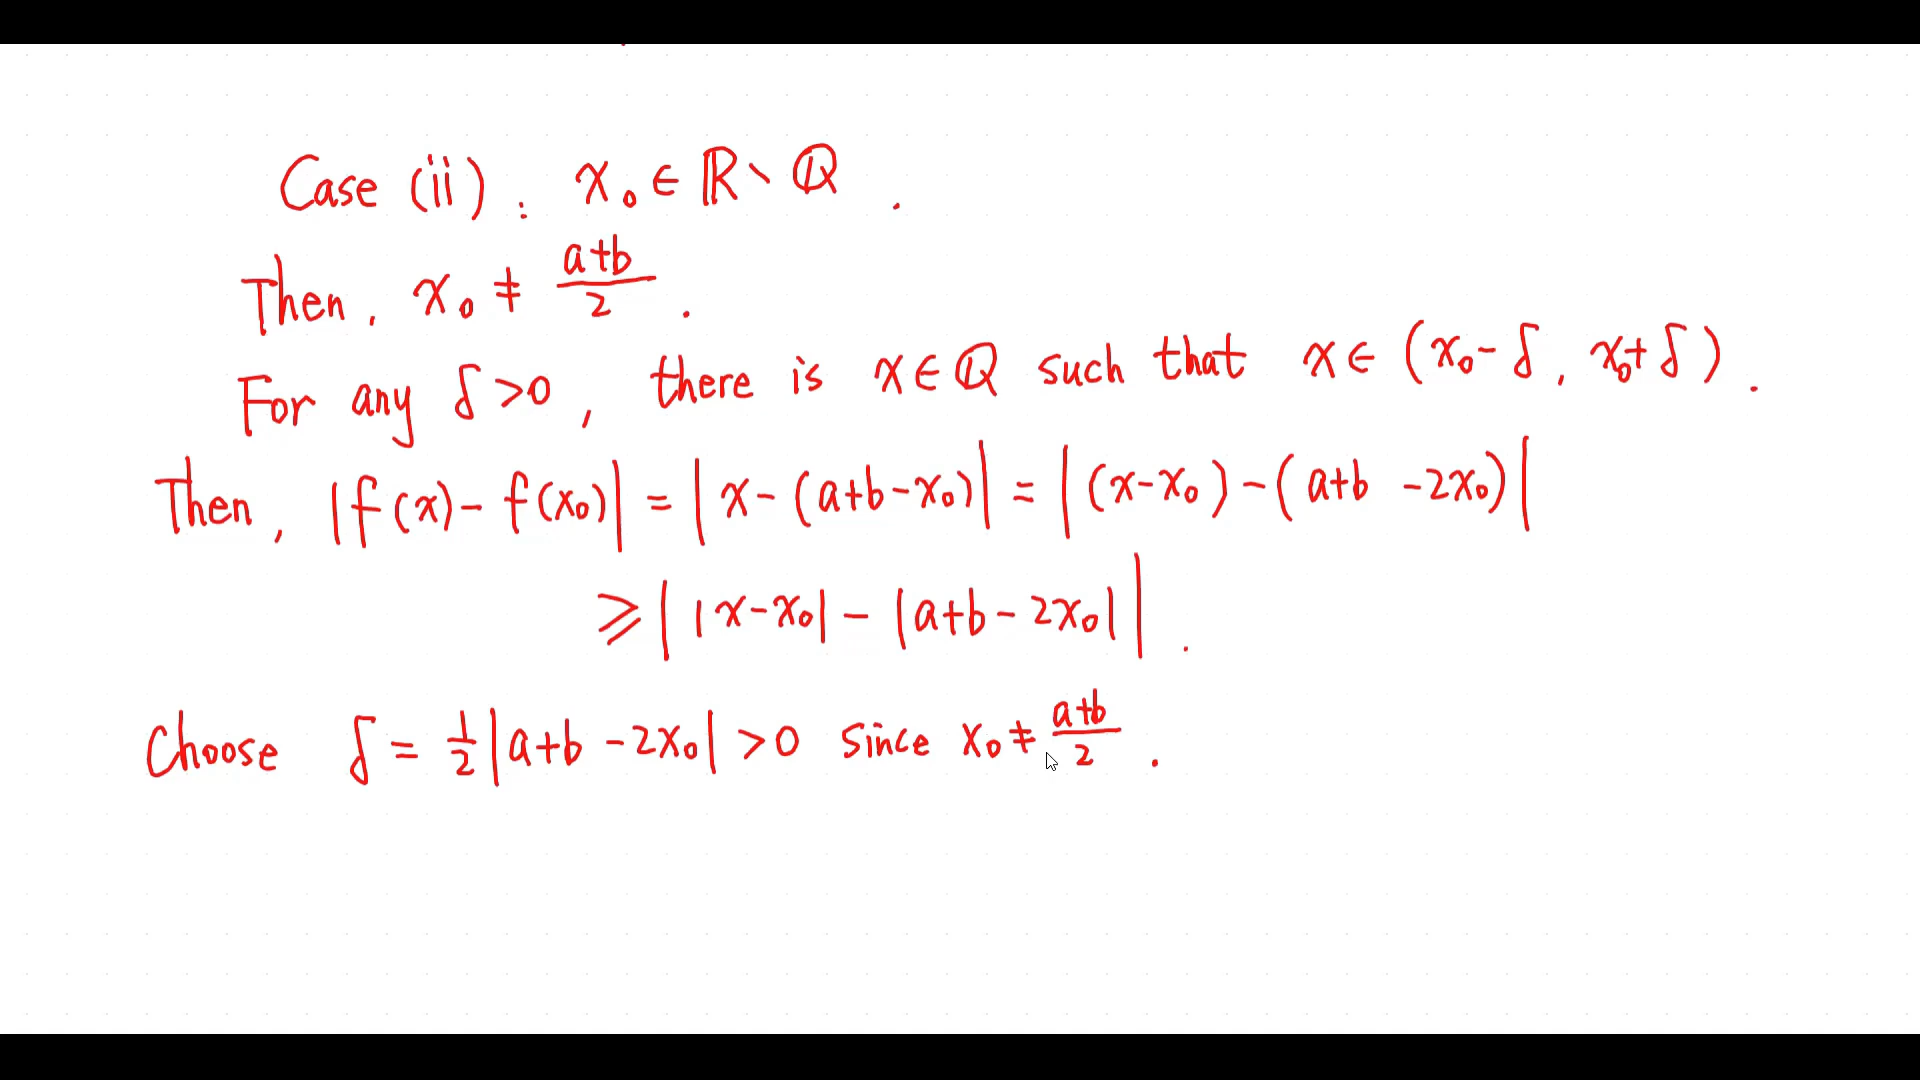 Case (ii) : x₀ ∈ ℝ \ ℚ .
Then, x₀ ≠ (a+b)/2 .
For any δ > 0 , there is x ∈ ℚ such that x ∈ (x₀ - δ, x₀ + δ) .
Then, |f(x) - f(x₀)| = |x - (a+b-x₀)| = |(x-x₀) - (a+b - 2x₀)|
≥ | |x-x₀| - |a+b - 2x₀| | .
Choose δ = 1/2 |a+b - 2x₀| > 0 since x₀ ≠ (a+b)/2 .